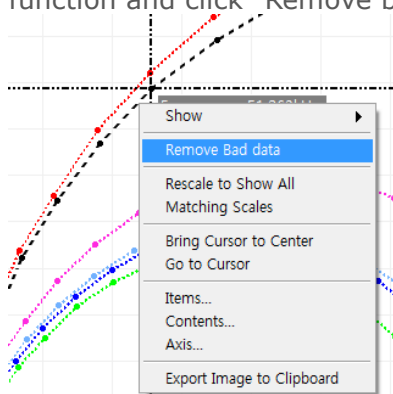 function and click "Remove b
Show
Remove Bad data
Rescale to Show All
Matching Scales
Bring Cursor to Center
Go to Cursor
Items...
Contents...
Axis...
Export Image to Clipboard